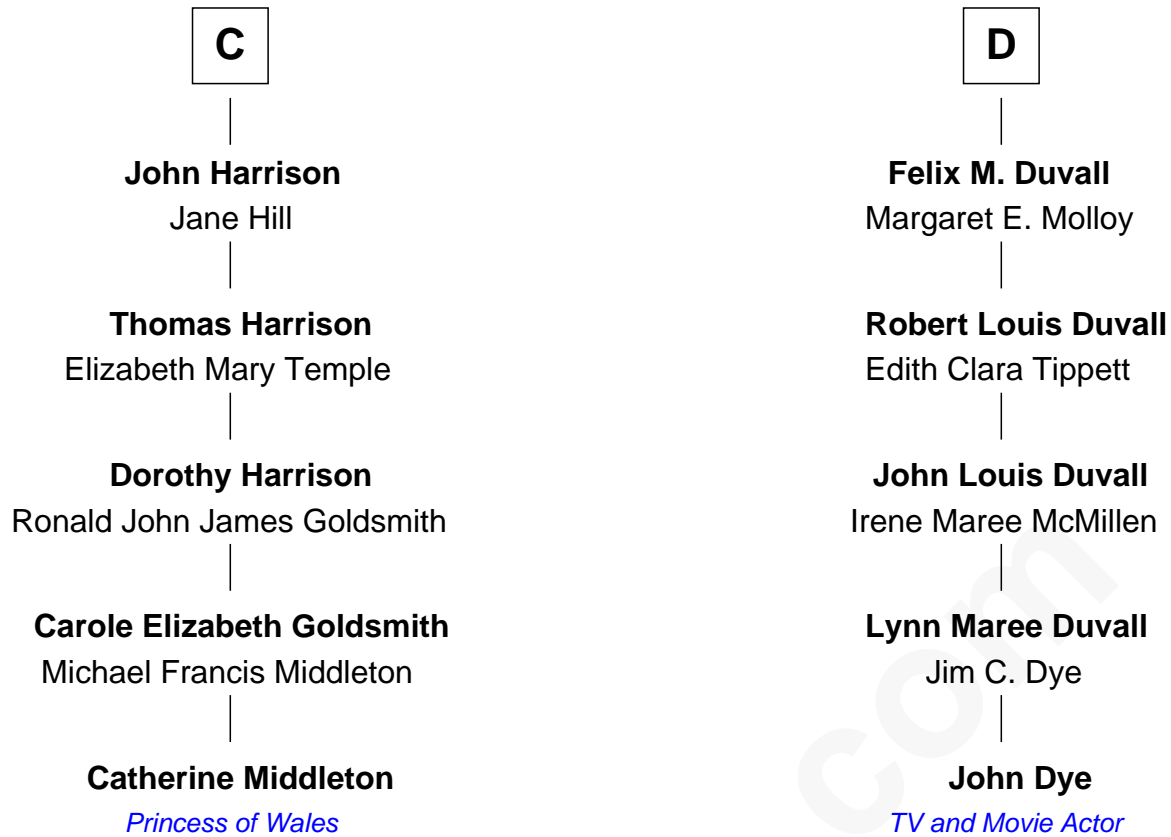 C
John Harrison
Jane Hill
Thomas Harrison
Elizabeth Mary Temple
Dorothy Harrison
Ronald John James Goldsmith
Carole Elizabeth Goldsmith
Michael Francis Middleton
Catherine Middleton
Princess of Wales
D
Felix M. Duvall
Margaret E. Molloy
Robert Louis Duvall
Edith Clara Tippett
John Louis Duvall
Irene Maree McMillen
Lynn Maree Duvall
Jim C. Dye
John Dye
TV and Movie Actor
com